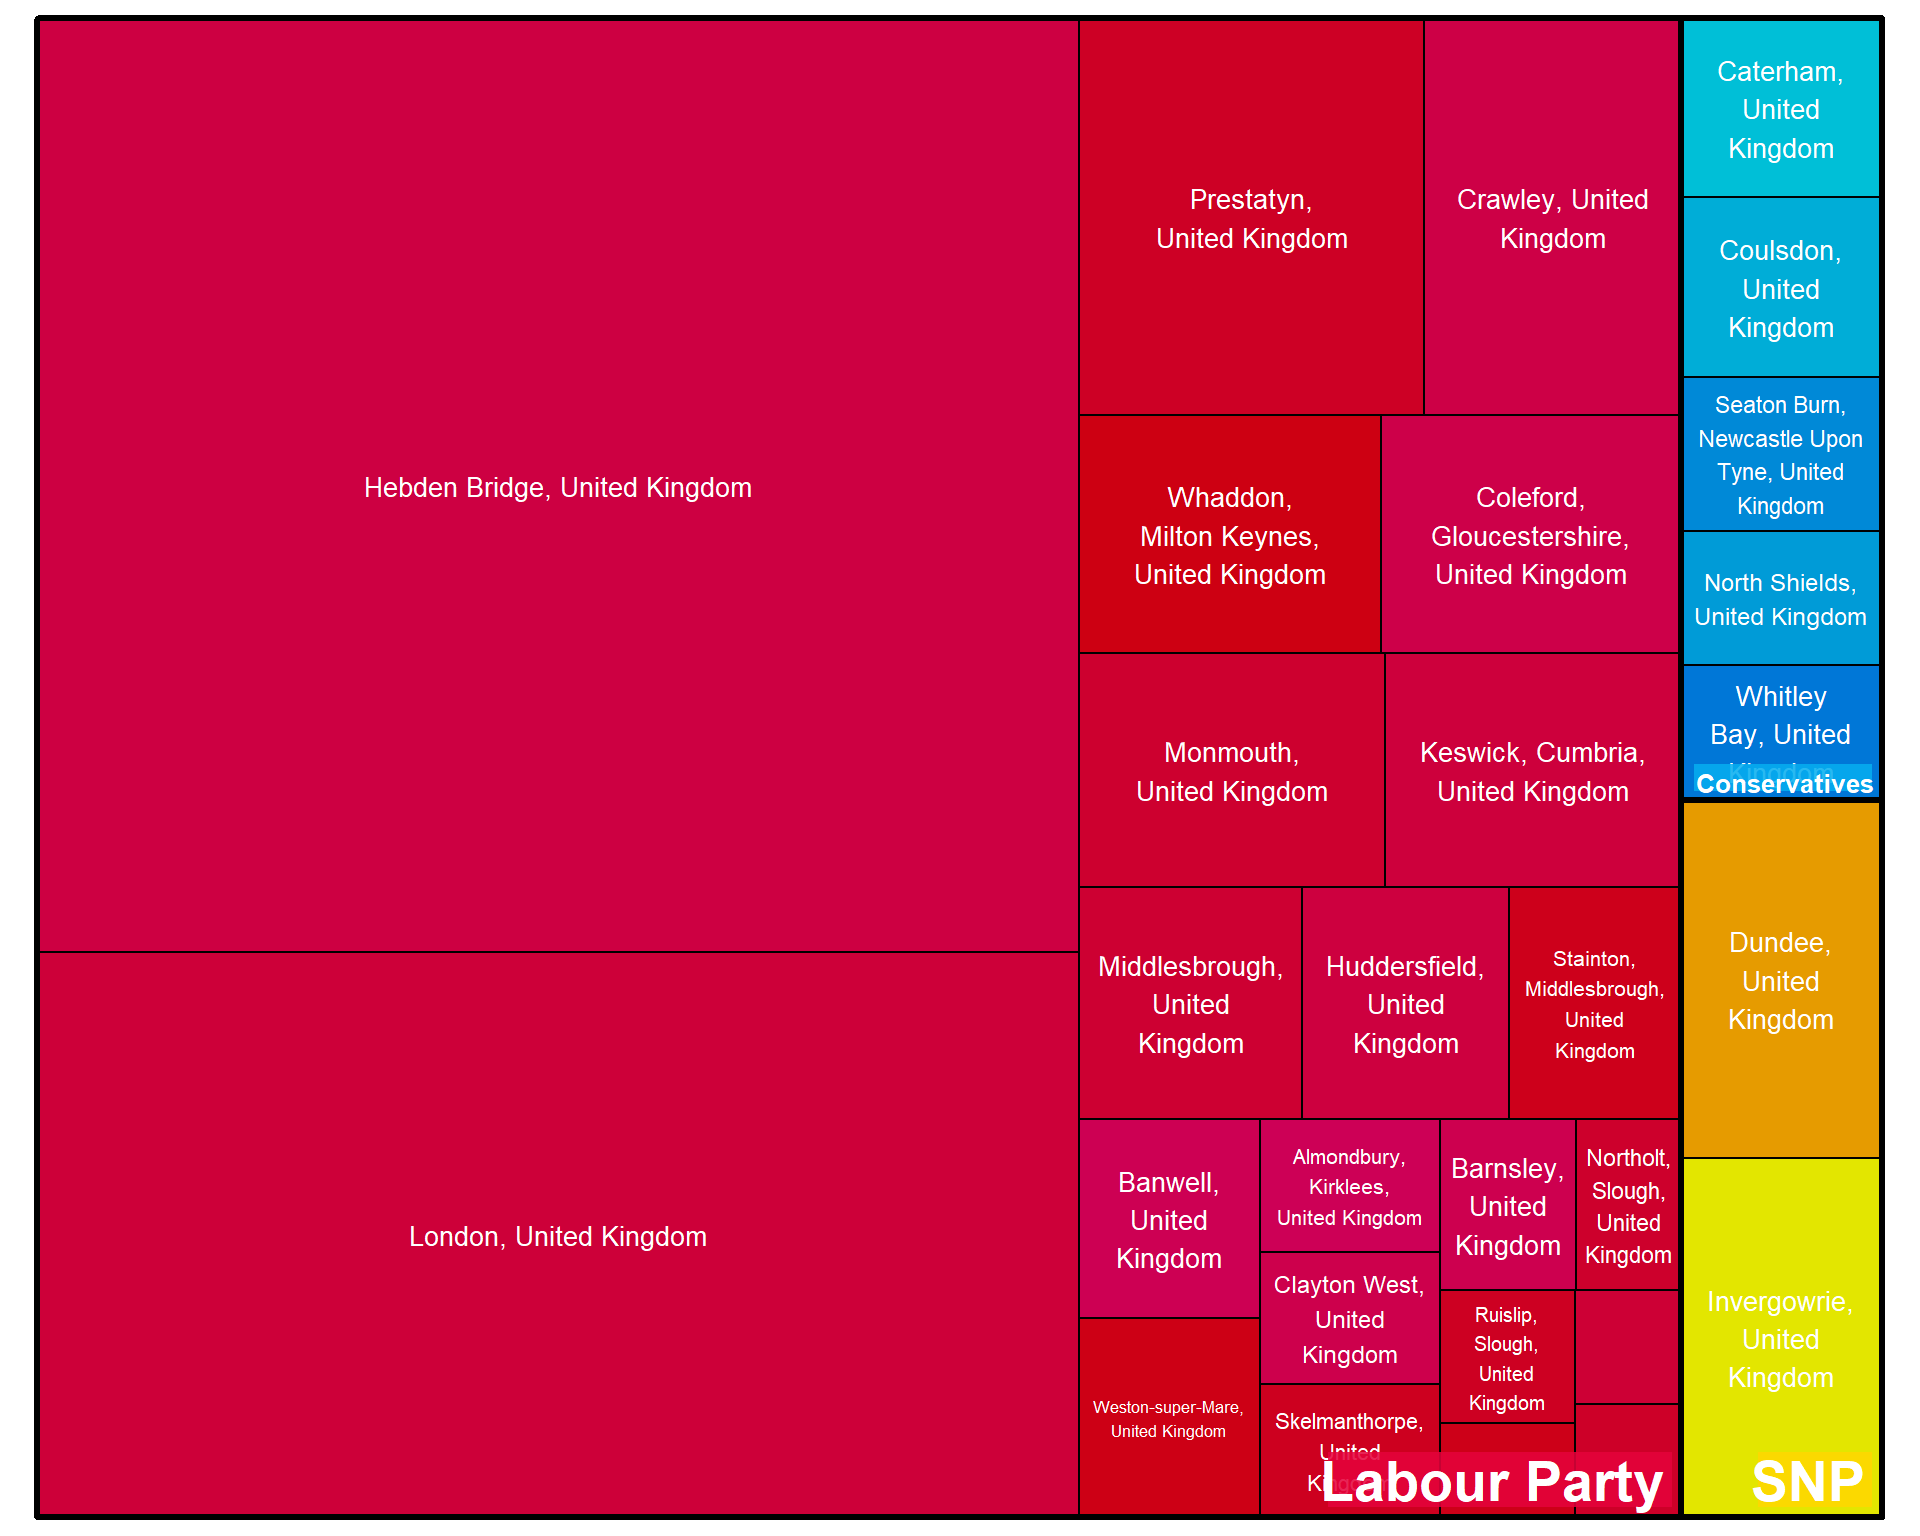 Hebden Bridge, United Kingdom
London, United Kingdom
Prestatyn,
United Kingdom
Crawley, United
Kingdom
Whaddon,
Milton Keynes,
United Kingdom
Coleford,
Gloucestershire,
United Kingdom
Monmouth,
United Kingdom
Keswick, Cumbria,
United Kingdom
Middlesbrough,
United
Kingdom
Huddersfield,
United
Kingdom
Stainton,
Middlesbrough,
United
Kingdom
Banwell,
United
Kingdom
Weston-super-Mare,
United Kingdom
Almondbury,
Kirklees,
United Kingdom
Clayton West,
United
Kingdom
Skelmanthorpe,
United
Kingdom
Barnsley,
United
Kingdom
Northolt,
Slough,
United
Kingdom
Ruislip,
Slough,
United
Kingdom
Labour Party
Caterham,
United
Kingdom
Coulsdon,
United
Kingdom
Seaton Burn,
Newcastle Upon
Tyne, United
Kingdom
North Shields,
United Kingdom
Whitley
Bay, United
Kingdom
Conservatives
Dundee,
United
Kingdom
Invergowrie,
United
Kingdom
SNP